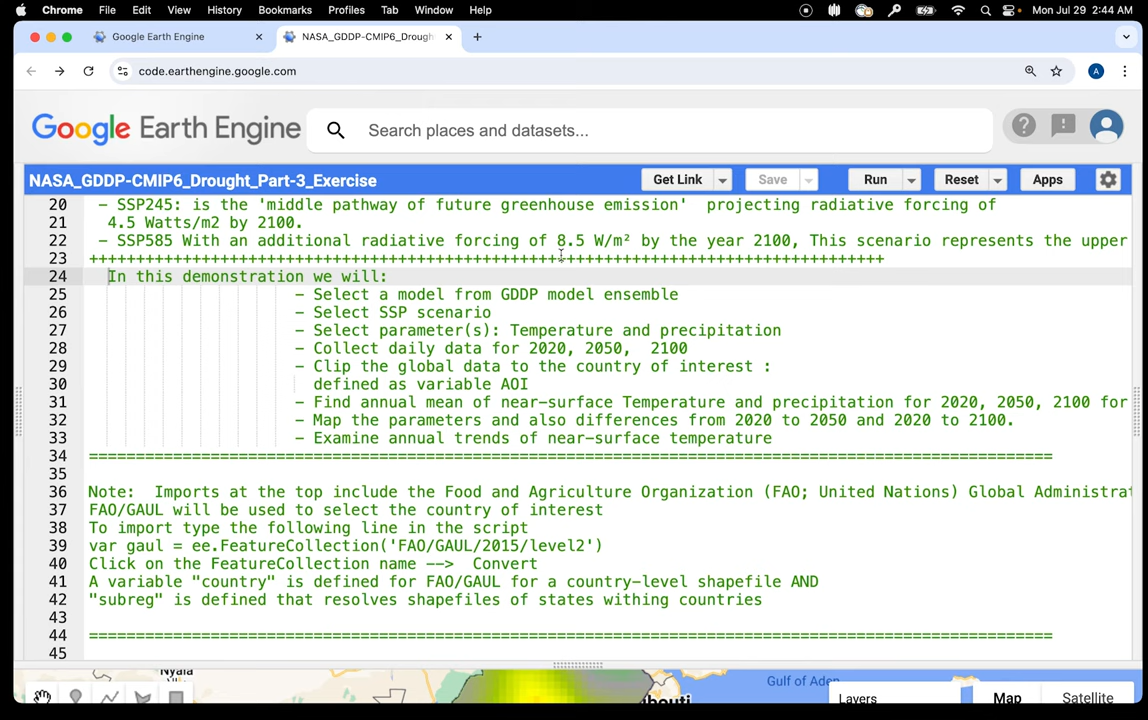 Chrome File Edit View History Bookmarks Profiles Tab Window Help Mon Jul 29 2:44 AM
Google Earth Engine NASA_GDDP-CMIP6_Drough
code.earthengine.google.com A
Google Earth Engine Search places and datasets...
NASA_GDDP-CMIP6_Drought_Part-3_Exercise Get Link Save Run Reset Apps
20 - SSP245: is the 'middle pathway of future greenhouse emission' projecting radiative forcing of
21 4.5 Watts/m2 by 2100.
22 - SSP585 With an additional radiative forcing of 8.5 W/m² by the year 2100, This scenario represents the upper
23 +++++++++++++++++++++++++++++++++++++++++++++++++++++++++++++++++++++++++++++++++++++
24 In this demonstration we will:
25 - Select a model from GDDP model ensemble
26 - Select SSP scenario
27 - Select parameter(s): Temperature and precipitation
28 - Collect daily data for 2020, 2050, 2100
29 - Clip the global data to the country of interest :
30 defined as variable AOI
31 - Find annual mean of near-surface Temperature and precipitation for 2020, 2050, 2100 for
32 - Map the parameters and also differences from 2020 to 2050 and 2020 to 2100.
33 - Examine annual trends of near-surface temperature
34 =======================================================================================================
35
36 Note: Imports at the top include the Food and Agriculture Organization (FAO; United Nations) Global Administrat
37 FAO/GAUL will be used to select the country of interest
38 To import type the following line in the script
39 var gaul = ee.FeatureCollection('FAO/GAUL/2015/level2')
40 Click on the FeatureCollection name --> Convert
41 A variable "country" is defined for FAO/GAUL for a country-level shapefile AND
42 "subreg" is defined that resolves shapefiles of states withing countries
43
44 =======================================================================================================
45
Nyala
Gulf of Aden
Layers Map Satellite